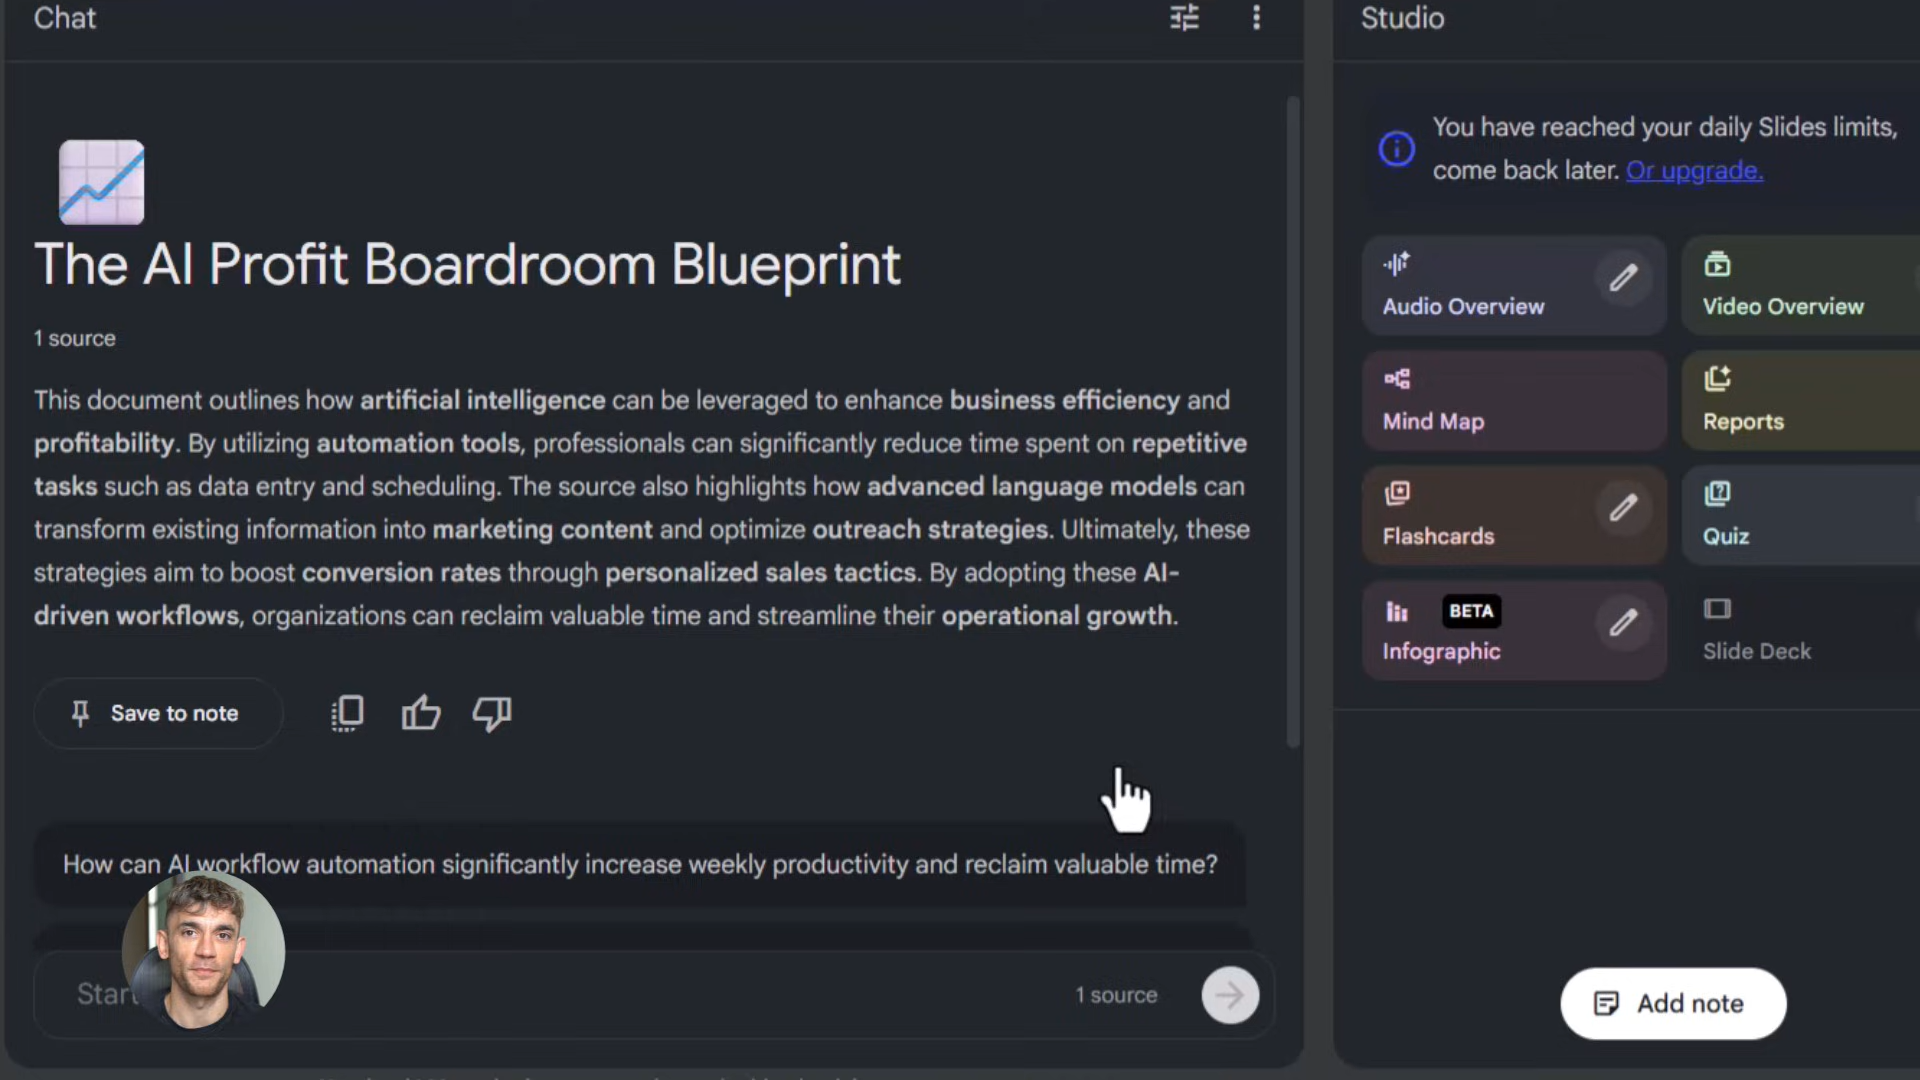 Chat
The AI Profit Boardroom Blueprint
1 source
This document outlines how artificial intelligence can be leveraged to enhance business efficiency and
profitability. By utilizing automation tools, professionals can significantly reduce time spent on repetitive
tasks such as data entry and scheduling. The source also highlights how advanced language models can
transform existing information into marketing content and optimize outreach strategies. Ultimately, these
strategies aim to boost conversion rates through personalized sales tactics. By adopting these AI-
driven workflows, organizations can reclaim valuable time and streamline their operational growth.
Save to note
How can AI workflow automation significantly increase weekly productivity and reclaim valuable time?
1 source
Studio
You have reached your daily Slides limits,
come back later. Or upgrade.
Audio Overview
Video Overview
Mind Map
Reports
Flashcards
Quiz
BETA
Infographic
Slide Deck
Add note